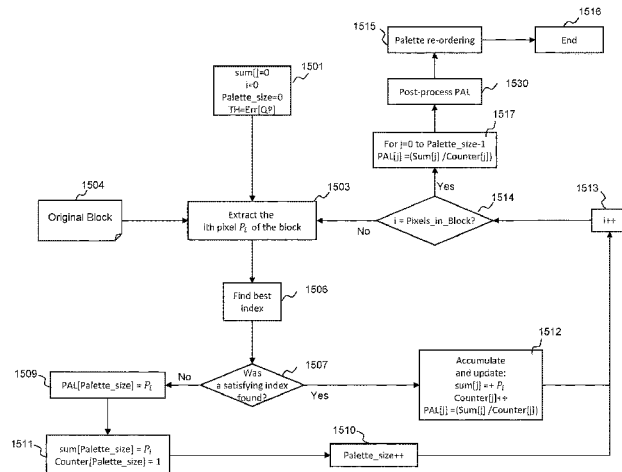 1516
1515
Palette re-ordering
End
1501
sum[j]=0
i=0
Palette_size=0
TH=Err[QP]
Post-process PAL
1530
1517
For j=0 to Palette_size-1
PAL[j] =(Sum[j] /Counter[j])
1504
Original Block
1503
Extract the
ith pixel Pi of the block
Yes
1514
i = Pixels_in_Block?
No
1513
i++
1506
Find best
index
1507
Was
a satisfying index
found?
No
Yes
1512
Accumulate
and update:
sum[j] =+ Pi
Counter[j]++
PAL[j] =(Sum[j] /Counter[j])
1509
PAL[Palette_size] = Pi
1511
sum[Palette_size] = Pi
Counter[Palette_size] = 1
1510
Palette_size++